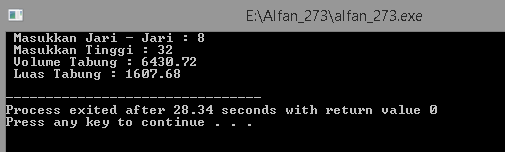 E:\Alfan_273\alfan_273.exe
Masukkan Jari - Jari : 8
Masukkan Tinggi : 32
Volume Tabung : 6430.72
Luas Tabung : 1607.68
--------------------------------
Process exited after 28.34 seconds with return value 0
Press any key to continue . . .